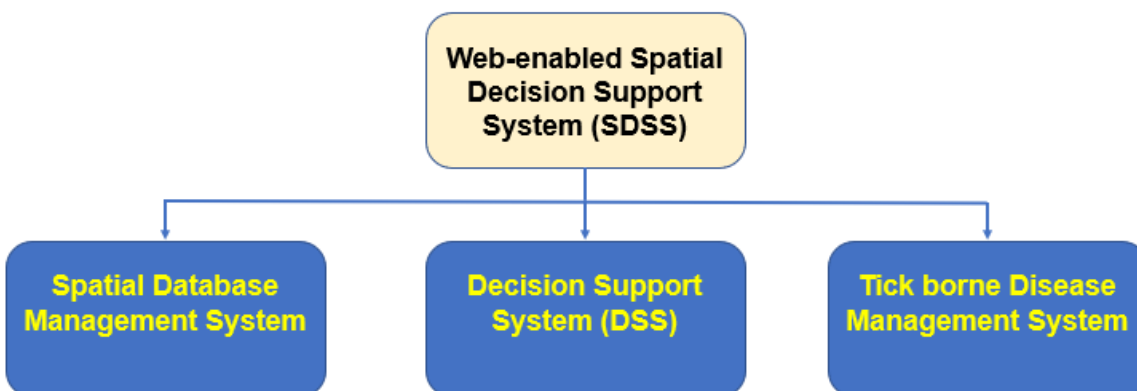 Web-enabled Spatial
Decision Support
System (SDSS)
Spatial Database
Management System
Decision Support
System (DSS)
Tick borne Disease
Management System